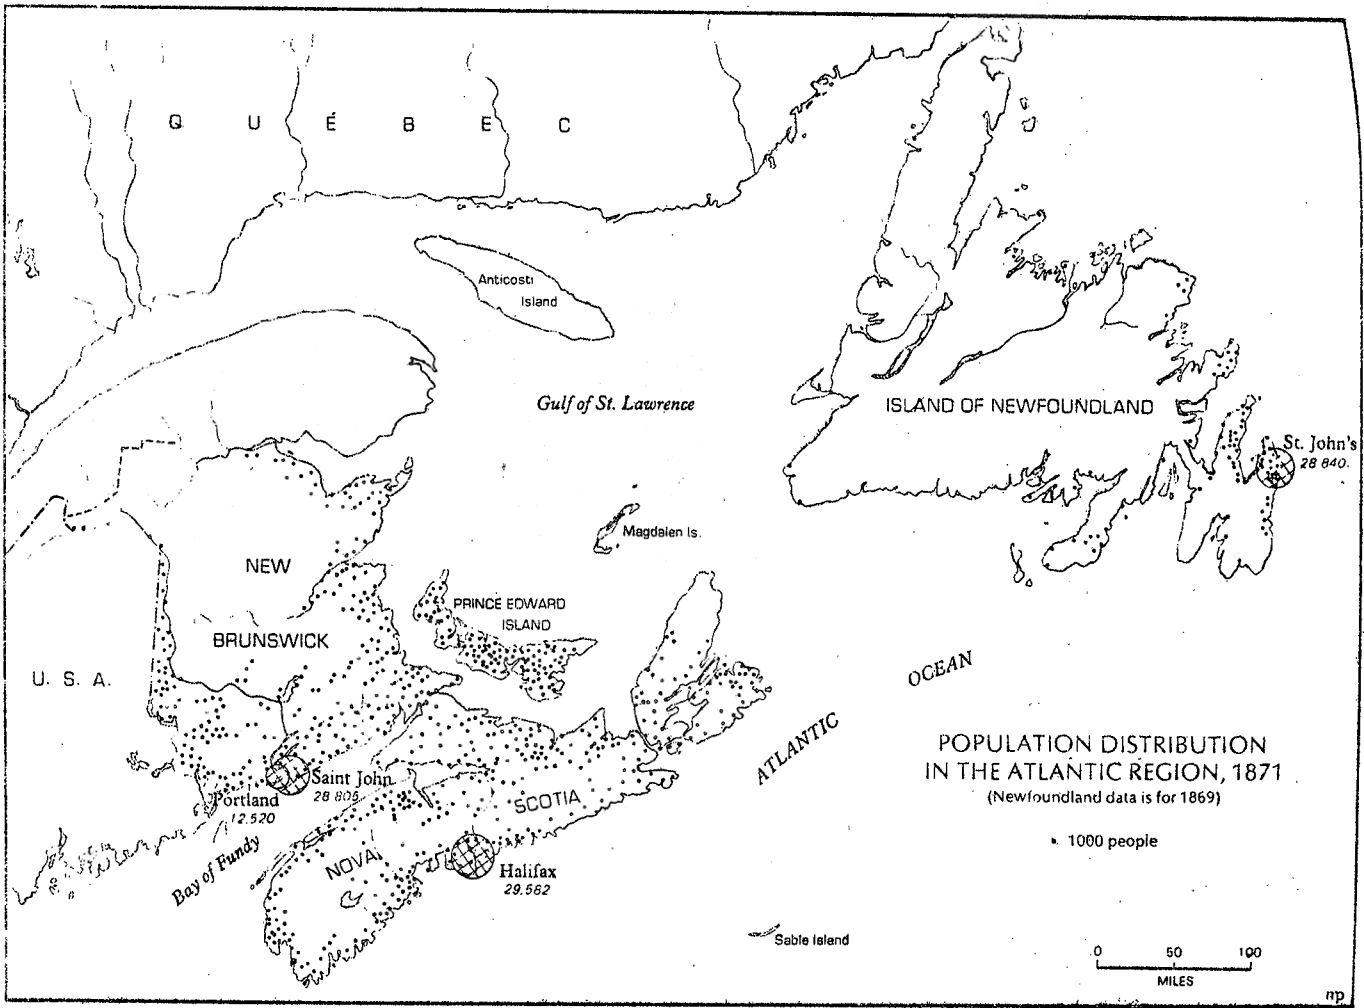 QUÉBEC
Anticosti
Island
Gulf of St. Lawrence
ISLAND OF NEWFOUNDLAND
St. John's
28 840.
Magdalen Is.
NEW
BRUNSWICK
PRINCE EDWARD
ISLAND
U. S. A.
ATLANTIC OCEAN
POPULATION DISTRIBUTION
IN THE ATLANTIC REGION, 1871
(Newfoundland data is for 1869)
1000 people
Saint John
28 805
Portland
12.520
Bay of Fundy
NOVA SCOTIA
Halifax
29.582
Sable Island
0 50 100
MILES
np